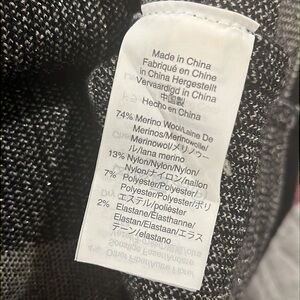 Made in China
Fabriqué en Chine
in China Hergestellt
Vervaardigd in China
中国製
Hecho en China
74% Merino Wool/Laine De
Merinos/Merinowolle/
Merinowol/メリノウー
ル/lana merino
13% Nylon/Nylon/Nylon/
Nylon/ナイロン/nailon
7% Polyester/Polyester/
Polyester/Polyester/ポリ
エステル/poliéster
2% Elastane/Elasthanne/
Elastan/Elastaan/エラス
テーン/elastano